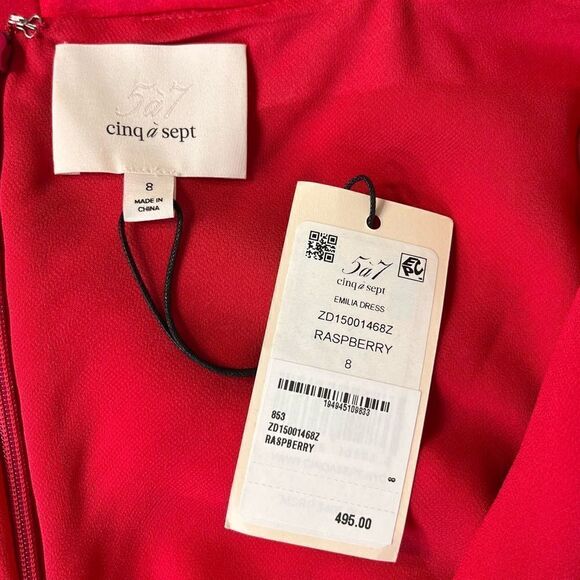 5à7
cinq à sept
8
MADE IN
CHINA
5à7
cinq à sept
EMILIA DRESS
ZD15001468Z
RASPBERRY
8
194945109833
853
ZD15001468Z
RASPBERRY
8
495.00